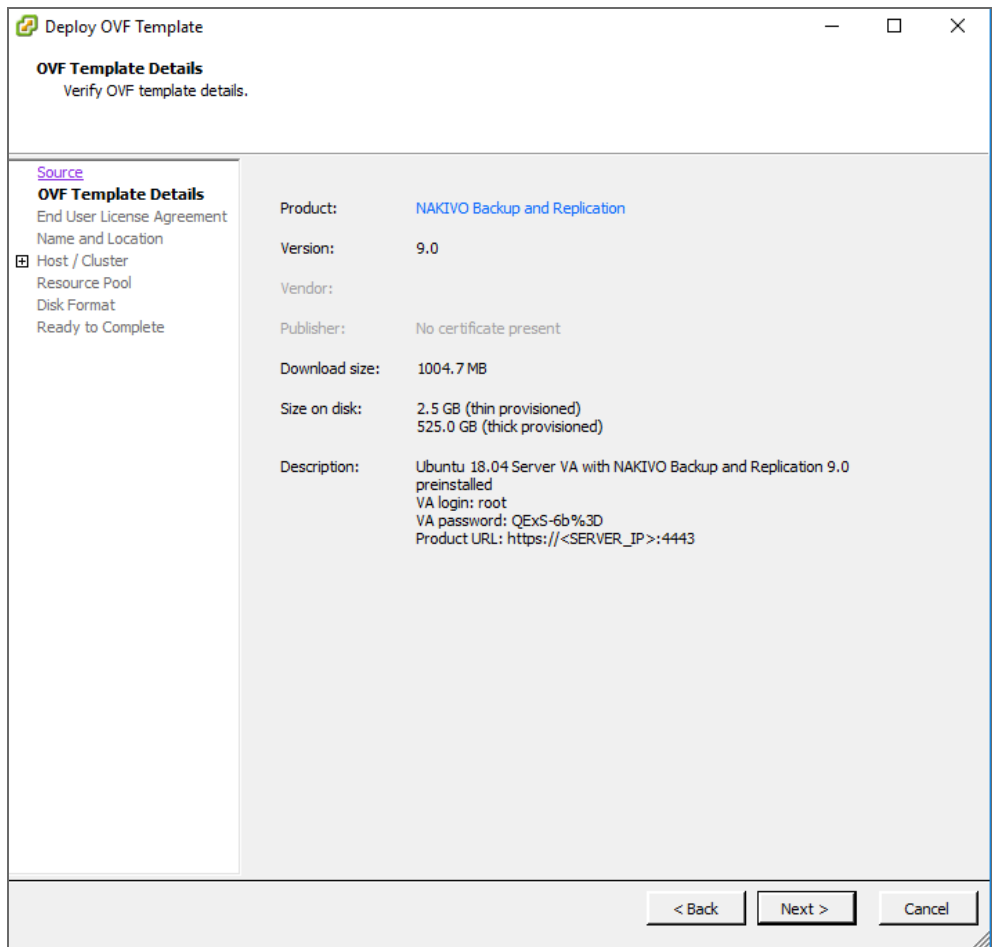 Deploy OVF Template
OVF Template Details
Verify OVF template details.
Source
OVF Template Details
End User License Agreement
Name and Location
Host / Cluster
Resource Pool
Disk Format
Ready to Complete
Product: NAKIVO Backup and Replication
Version: 9.0
Vendor:
Publisher: No certificate present
Download size: 1004.7 MB
Size on disk: 2.5 GB (thin provisioned)
525.0 GB (thick provisioned)
Description: Ubuntu 18.04 Server VA with NAKIVO Backup and Replication 9.0
preinstalled
VA login: root
VA password: QExS-6b%3D
Product URL: https://<SERVER_IP>:4443
< Back Next > Cancel